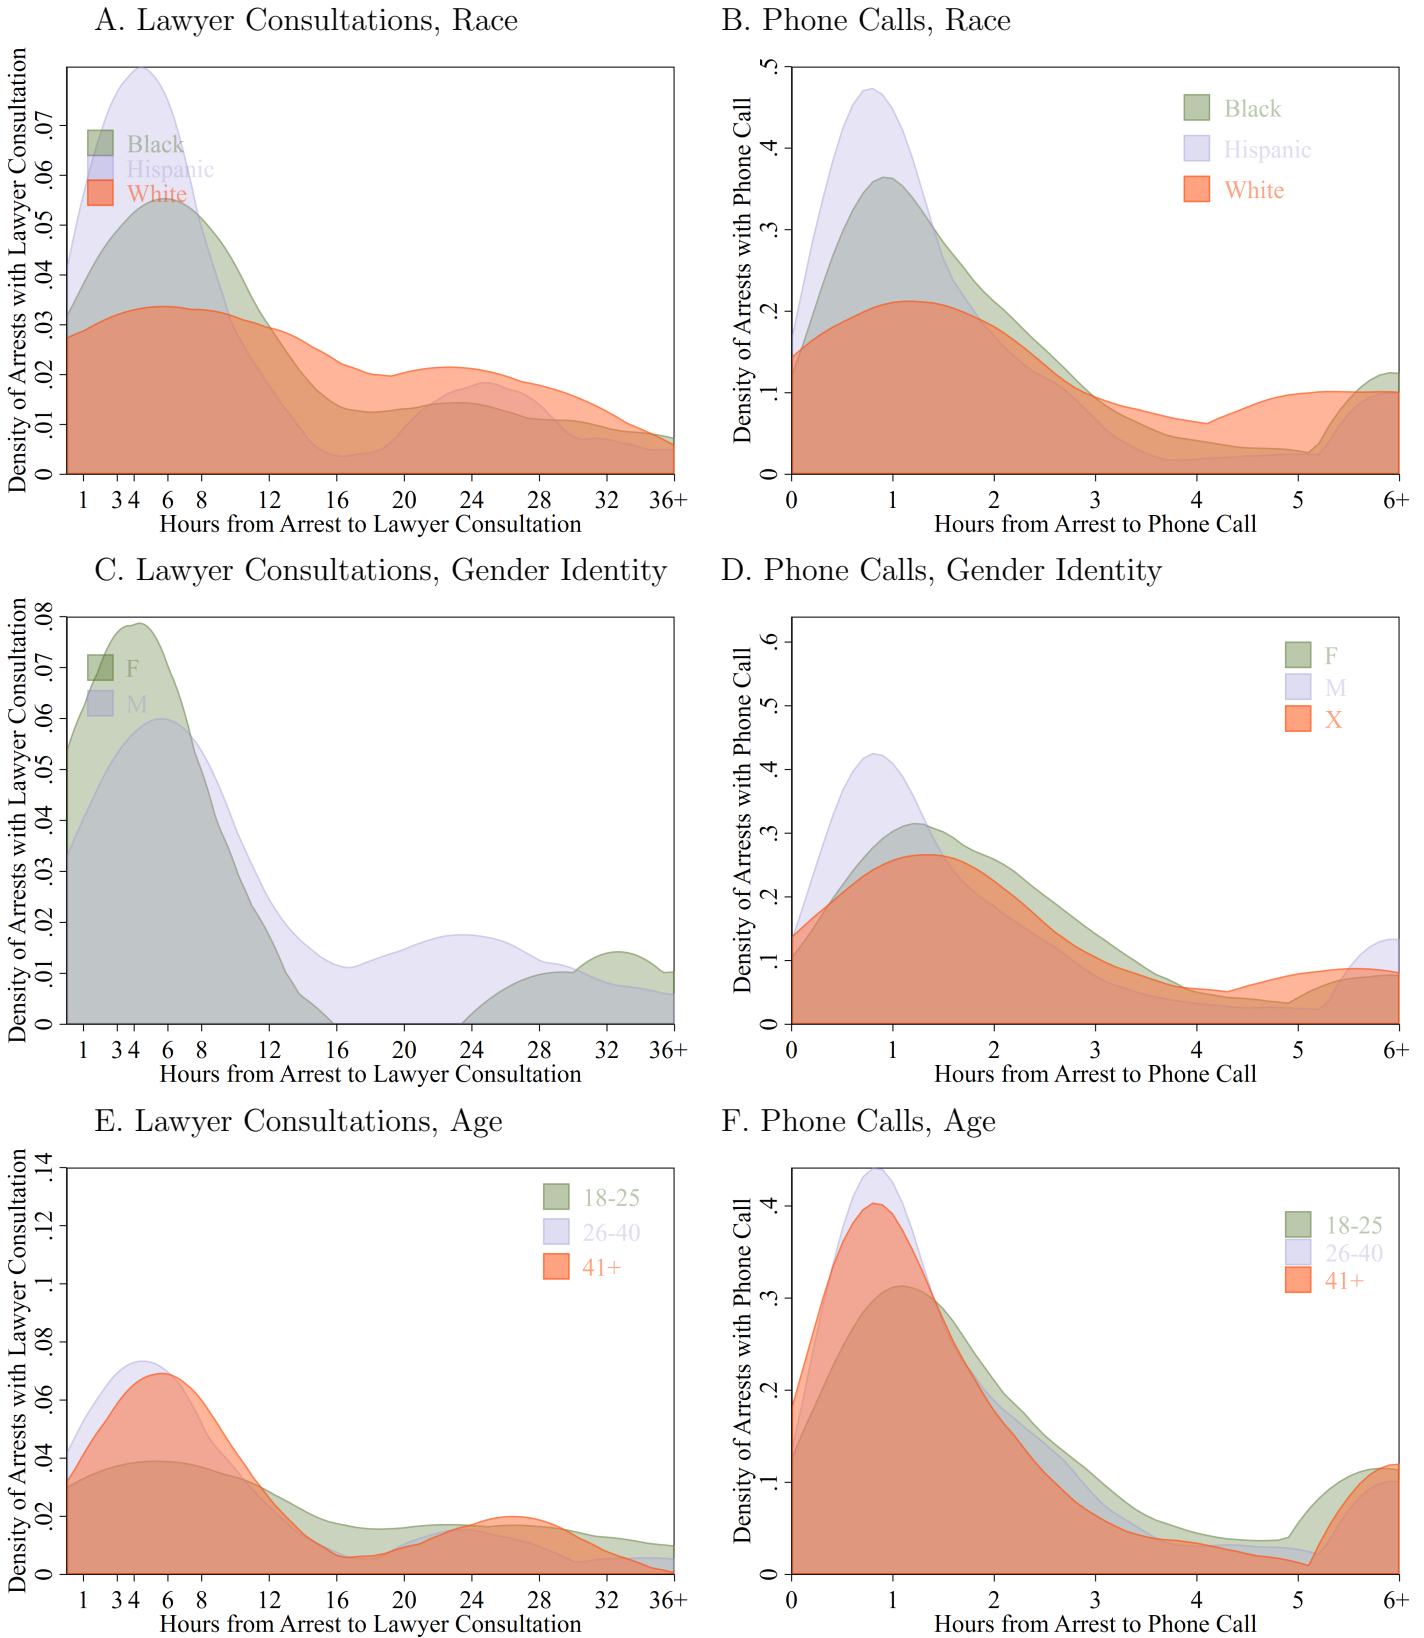 A. Lawyer Consultations, Race
Density of Arrests with Lawyer Consultation
.07
.06
.05
.04
.03
.02
.01
0
Black
Hispanic
White
1 3 4 6 8 12 16 20 24 28 32 36+
Hours from Arrest to Lawyer Consultation
B. Phone Calls, Race
Density of Arrests with Phone Call
.5
.4
.3
.2
.1
0
Black
Hispanic
White
0 1 2 3 4 5 6+
Hours from Arrest to Phone Call
C. Lawyer Consultations, Gender Identity
Density of Arrests with Lawyer Consultation
.08
.07
.06
.05
.04
.03
.02
.01
0
F
M
1 3 4 6 8 12 16 20 24 28 32 36+
Hours from Arrest to Lawyer Consultation
D. Phone Calls, Gender Identity
Density of Arrests with Phone Call
.6
.5
.4
.3
.2
.1
0
F
M
X
0 1 2 3 4 5 6+
Hours from Arrest to Phone Call
E. Lawyer Consultations, Age
Density of Arrests with Lawyer Consultation
.14
.12
.1
.08
.06
.04
.02
0
18-25
26-40
41+
1 3 4 6 8 12 16 20 24 28 32 36+
Hours from Arrest to Lawyer Consultation
F. Phone Calls, Age
Density of Arrests with Phone Call
.4
.3
.2
.1
0
18-25
26-40
41+
0 1 2 3 4 5 6+
Hours from Arrest to Phone Call